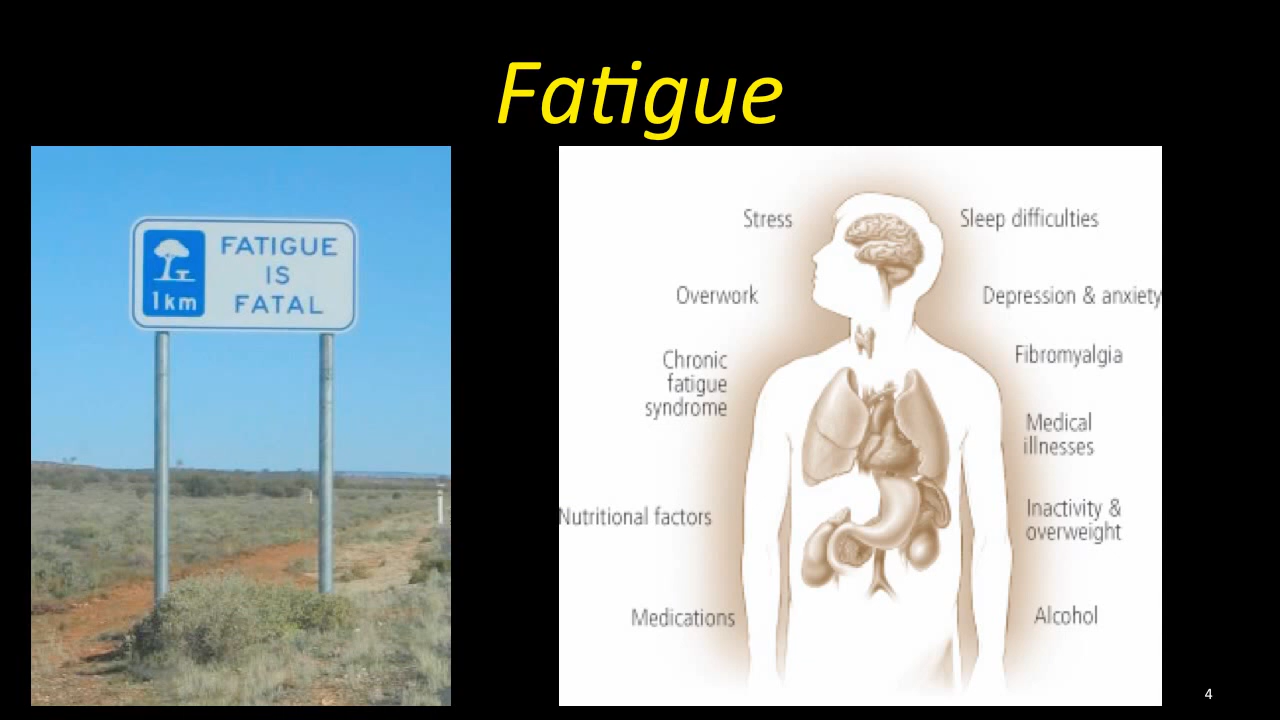 Fatigue
FATIGUE
IS
FATAL
1km
Stress
Sleep difficulties
Overwork
Depression & anxiety
Chronic
fatigue
syndrome
Fibromyalgia
Medical
illnesses
Nutritional factors
Inactivity &
overweight
Medications
Alcohol
4